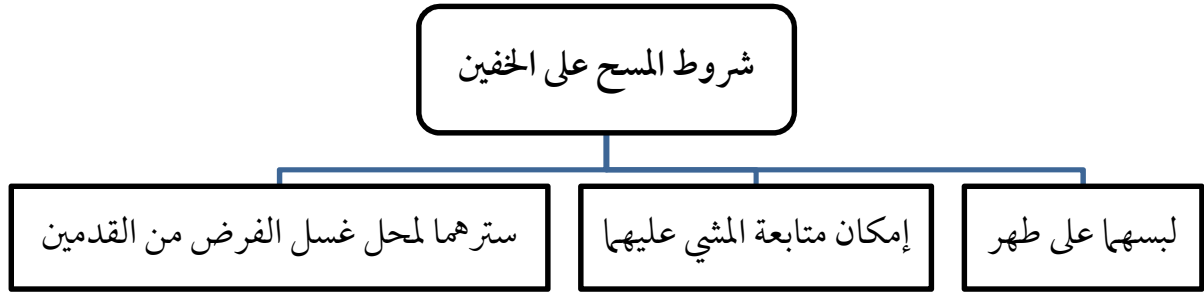 شروط المسح على الخفين
لبسهما على طهر
إمكان متابعة المشي عليهما
سترهما لمحل غسل الفرض من القدمين